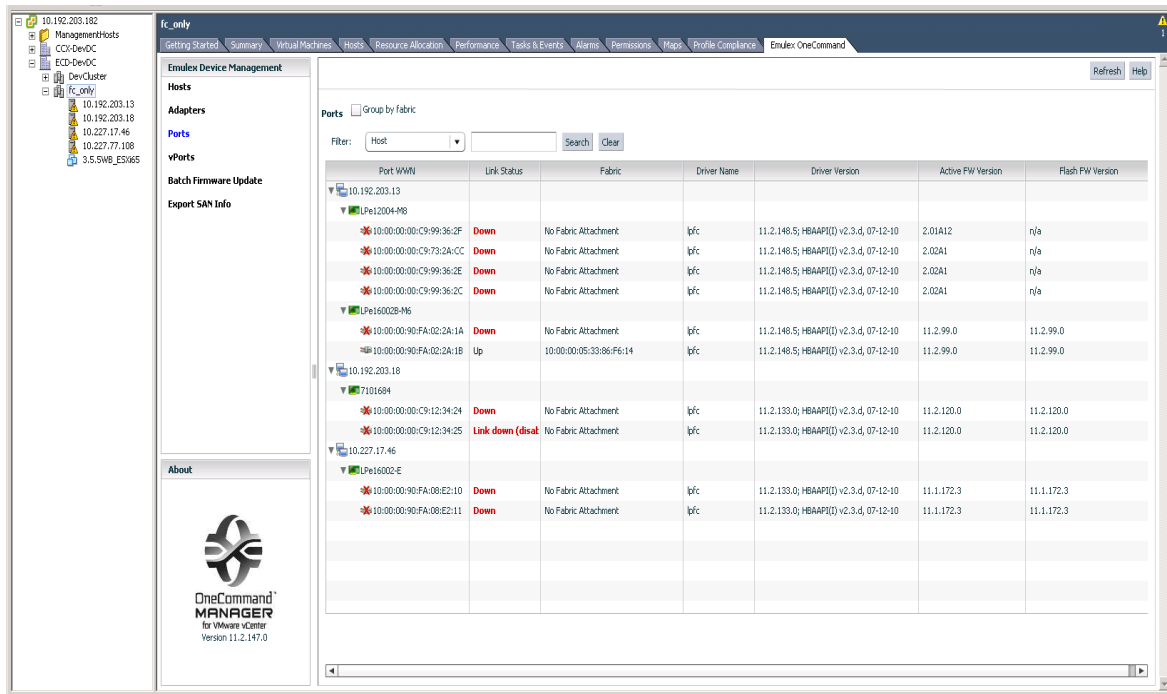 10.192.203.182
ManagementHosts
CCX-DevDC
ECD-DevDC
DevCluster
fc_only
10.192.203.13
10.192.203.18
10.227.17.46
10.227.77.108
3.5.5WB_ESXi65
fc_only
1
Getting Started Summary Virtual Machines Hosts Resource Allocation Performance Tasks & Events Alarms Permissions Maps Profile Compliance Emulex OneCommand
Emulex Device Management
Hosts
Adapters
Ports
vPorts
Batch Firmware Update
Export SAN Info
Refresh Help
Ports Group by fabric
Filter: Host Search Clear
Port WWN Link Status Fabric Driver Name Driver Version Active FW Version Flash FW Version
10.192.203.13
LPe12004-M8
10:00:00:00:C9:99:36:2F Down No Fabric Attachment lpfc 11.2.148.5; HBAAPI(I) v2.3.d, 07-12-10 2.01A12 n/a
10:00:00:00:C9:73:2A:CC Down No Fabric Attachment lpfc 11.2.148.5; HBAAPI(I) v2.3.d, 07-12-10 2.02A1 n/a
10:00:00:00:C9:99:36:2E Down No Fabric Attachment lpfc 11.2.148.5; HBAAPI(I) v2.3.d, 07-12-10 2.02A1 n/a
10:00:00:00:C9:99:36:2C Down No Fabric Attachment lpfc 11.2.148.5; HBAAPI(I) v2.3.d, 07-12-10 2.02A1 n/a
LPe16002B-M6
10:00:00:90:FA:02:2A:1A Down No Fabric Attachment lpfc 11.2.148.5; HBAAPI(I) v2.3.d, 07-12-10 11.2.99.0 11.2.99.0
10:00:00:90:FA:02:2A:1B Up 10:00:00:05:33:86:F6:14 lpfc 11.2.148.5; HBAAPI(I) v2.3.d, 07-12-10 11.2.99.0 11.2.99.0
10.192.203.18
7101684
10:00:00:00:C9:12:34:24 Down No Fabric Attachment lpfc 11.2.133.0; HBAAPI(I) v2.3.d, 07-12-10 11.2.120.0 11.2.120.0
10:00:00:00:C9:12:34:25 Link down (disab No Fabric Attachment lpfc 11.2.133.0; HBAAPI(I) v2.3.d, 07-12-10 11.2.120.0 11.2.120.0
10.227.17.46
LPe16002-E
10:00:00:90:FA:08:E2:10 Down No Fabric Attachment lpfc 11.2.133.0; HBAAPI(I) v2.3.d, 07-12-10 11.1.172.3 11.1.172.3
10:00:00:90:FA:08:E2:11 Down No Fabric Attachment lpfc 11.2.133.0; HBAAPI(I) v2.3.d, 07-12-10 11.1.172.3 11.1.172.3
About
OneCommand™
MANAGER
for VMware vCenter
Version 11.2.147.0